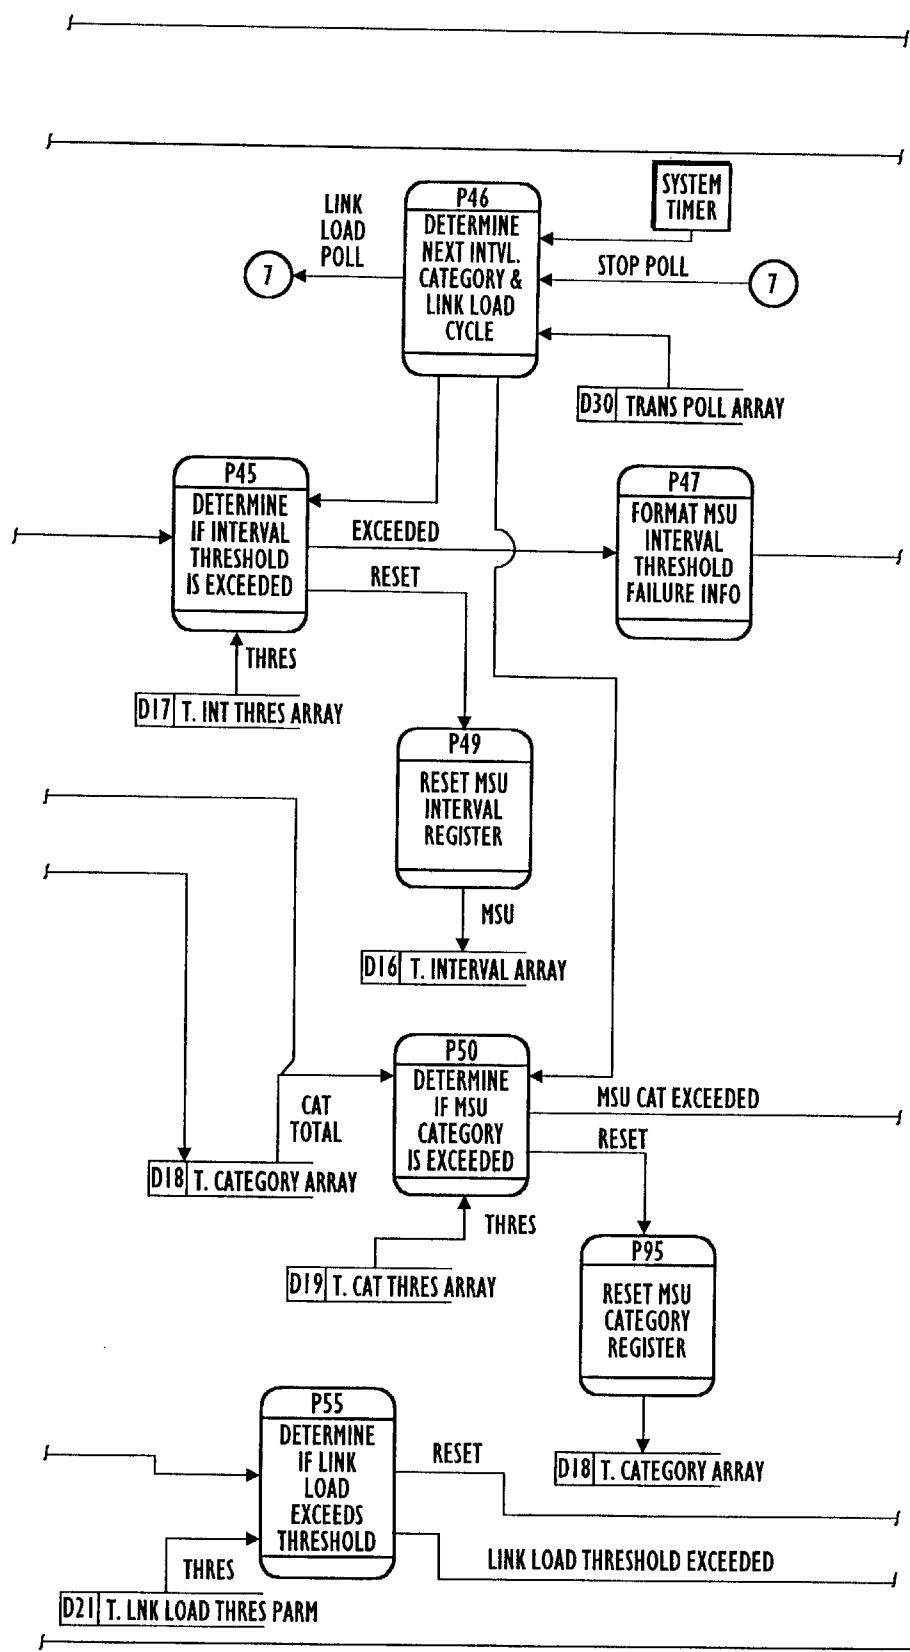 SYSTEM
TIMER
P46
DETERMINE
NEXT INTVL.
CATEGORY &
LINK LOAD
CYCLE
LINK
LOAD
POLL
7
STOP POLL
7
D30 TRANS POLL ARRAY
P45
DETERMINE
IF INTERVAL
THRESHOLD
IS EXCEEDED
EXCEEDED
RESET
P47
FORMAT MSU
INTERVAL
THRESHOLD
FAILURE INFO
THRES
D17 T. INT THRES ARRAY
P49
RESET MSU
INTERVAL
REGISTER
MSU
D16 T. INTERVAL ARRAY
P50
DETERMINE
IF MSU
CATEGORY
IS EXCEEDED
CAT
TOTAL
MSU CAT EXCEEDED
RESET
D18 T. CATEGORY ARRAY
THRES
D19 T. CAT THRES ARRAY
P95
RESET MSU
CATEGORY
REGISTER
D18 T. CATEGORY ARRAY
P55
DETERMINE
IF LINK
LOAD
EXCEEDS
THRESHOLD
RESET
LINK LOAD THRESHOLD EXCEEDED
THRES
D21 T. LNK LOAD THRES PARM